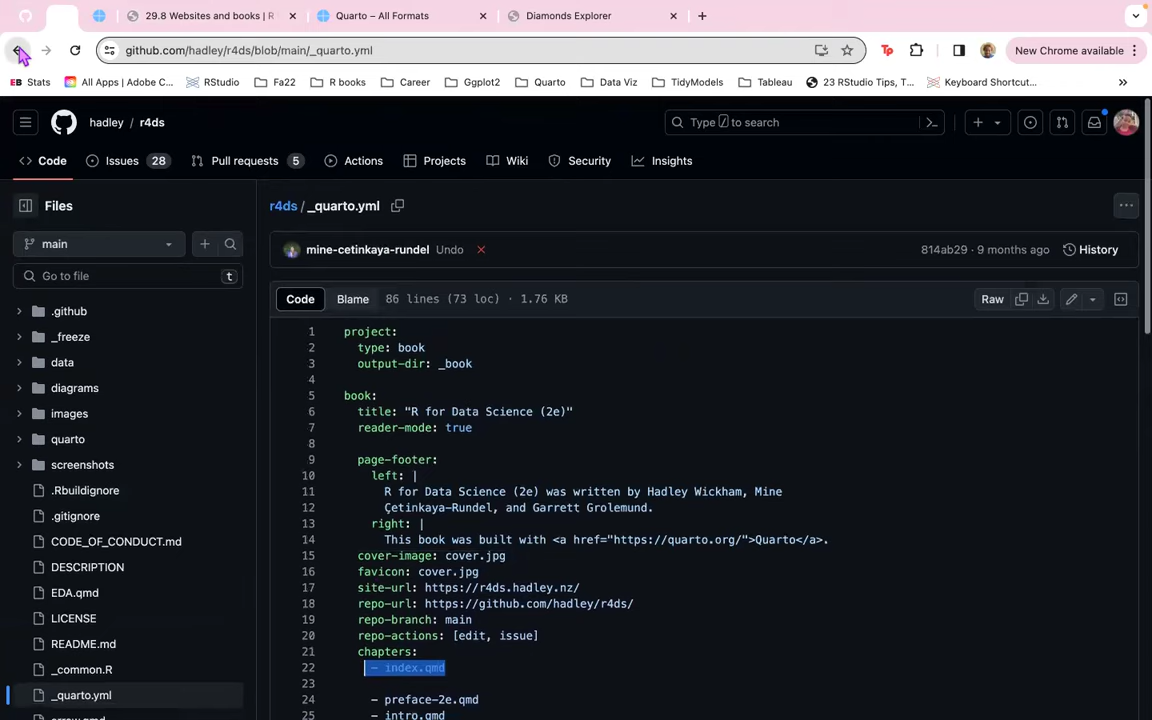 29.8 Websites and books | R
Quarto – All Formats
Diamonds Explorer
github.com/hadley/r4ds/blob/main/_quarto.yml
New Chrome available
Stats
All Apps | Adobe C...
RStudio
Fa22
R books
Career
Ggplot2
Quarto
Data Viz
TidyModels
Tableau
23 RStudio Tips, T...
Keyboard Shortcut...
hadley / r4ds
Type / to search
Code
Issues 28
Pull requests 5
Actions
Projects
Wiki
Security
Insights
Files
r4ds / _quarto.yml
main
mine-cetinkaya-rundel Undo
814ab29 · 9 months ago
History
Go to file t
Code Blame 86 lines (73 loc) · 1.76 KB
Raw
.github
_freeze
data
diagrams
images
quarto
screenshots
.Rbuildignore
.gitignore
CODE_OF_CONDUCT.md
DESCRIPTION
EDA.qmd
LICENSE
README.md
_common.R
_quarto.yml
1 project:
2 type: book
3 output-dir: _book
4
5 book:
6 title: "R for Data Science (2e)"
7 reader-mode: true
8
9 page-footer:
10 left: |
11 R for Data Science (2e) was written by Hadley Wickham, Mine
12 Çetinkaya-Rundel, and Garrett Grolemund.
13 right: |
14 This book was built with <a href="https://quarto.org/">Quarto</a>.
15 cover-image: cover.jpg
16 favicon: cover.jpg
17 site-url: https://r4ds.hadley.nz/
18 repo-url: https://github.com/hadley/r4ds/
19 repo-branch: main
20 repo-actions: [edit, issue]
21 chapters:
22 - index.qmd
23
24 - preface-2e.qmd
25 - intro.qmd